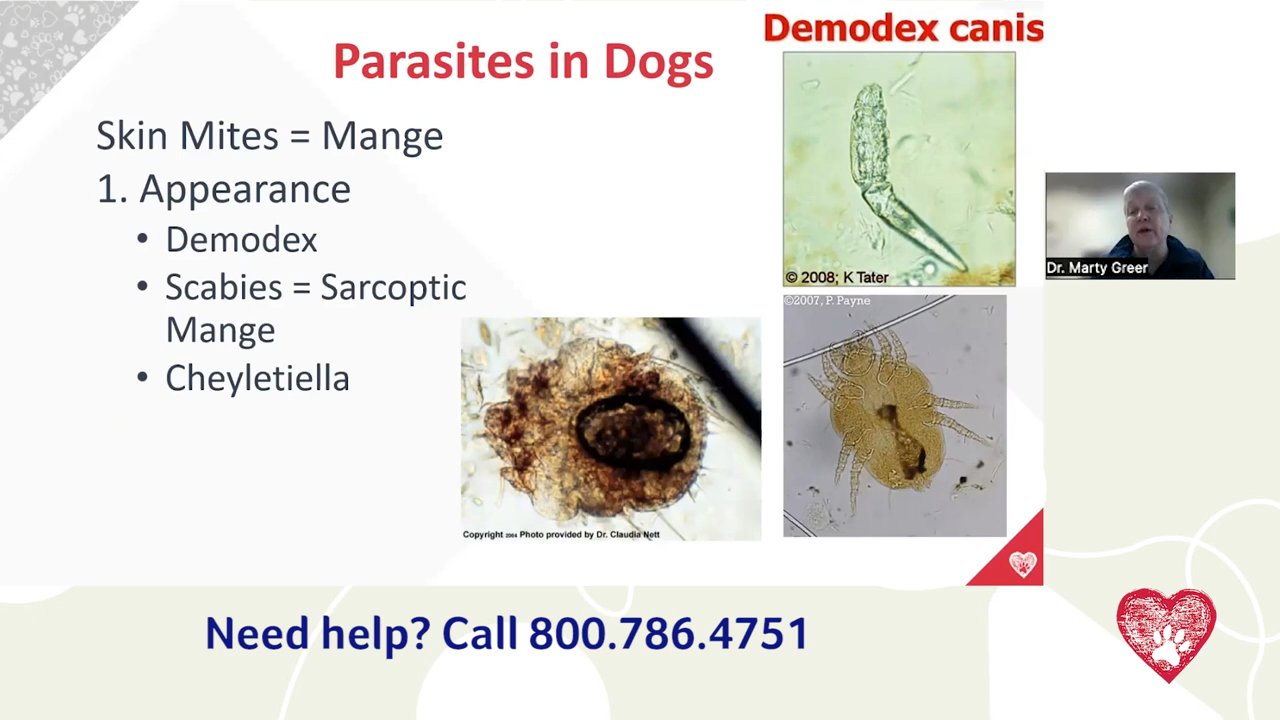 Parasites in Dogs
Skin Mites = Mange
1. Appearance
• Demodex
• Scabies = Sarcoptic
Mange
• Cheyletiella
Demodex canis
© 2008; K Tater
©2007, P. Payne
Copyright 2004 Photo provided by Dr. Claudia Nett
Dr. Marty Greer
Need help? Call 800.786.4751